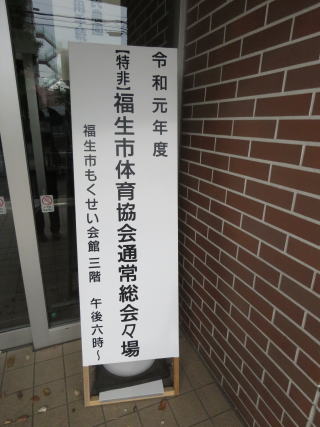 令和元年度
【特非】福生市体育協会通常総会々場
福生市もくせい会館 三階 午後六時～